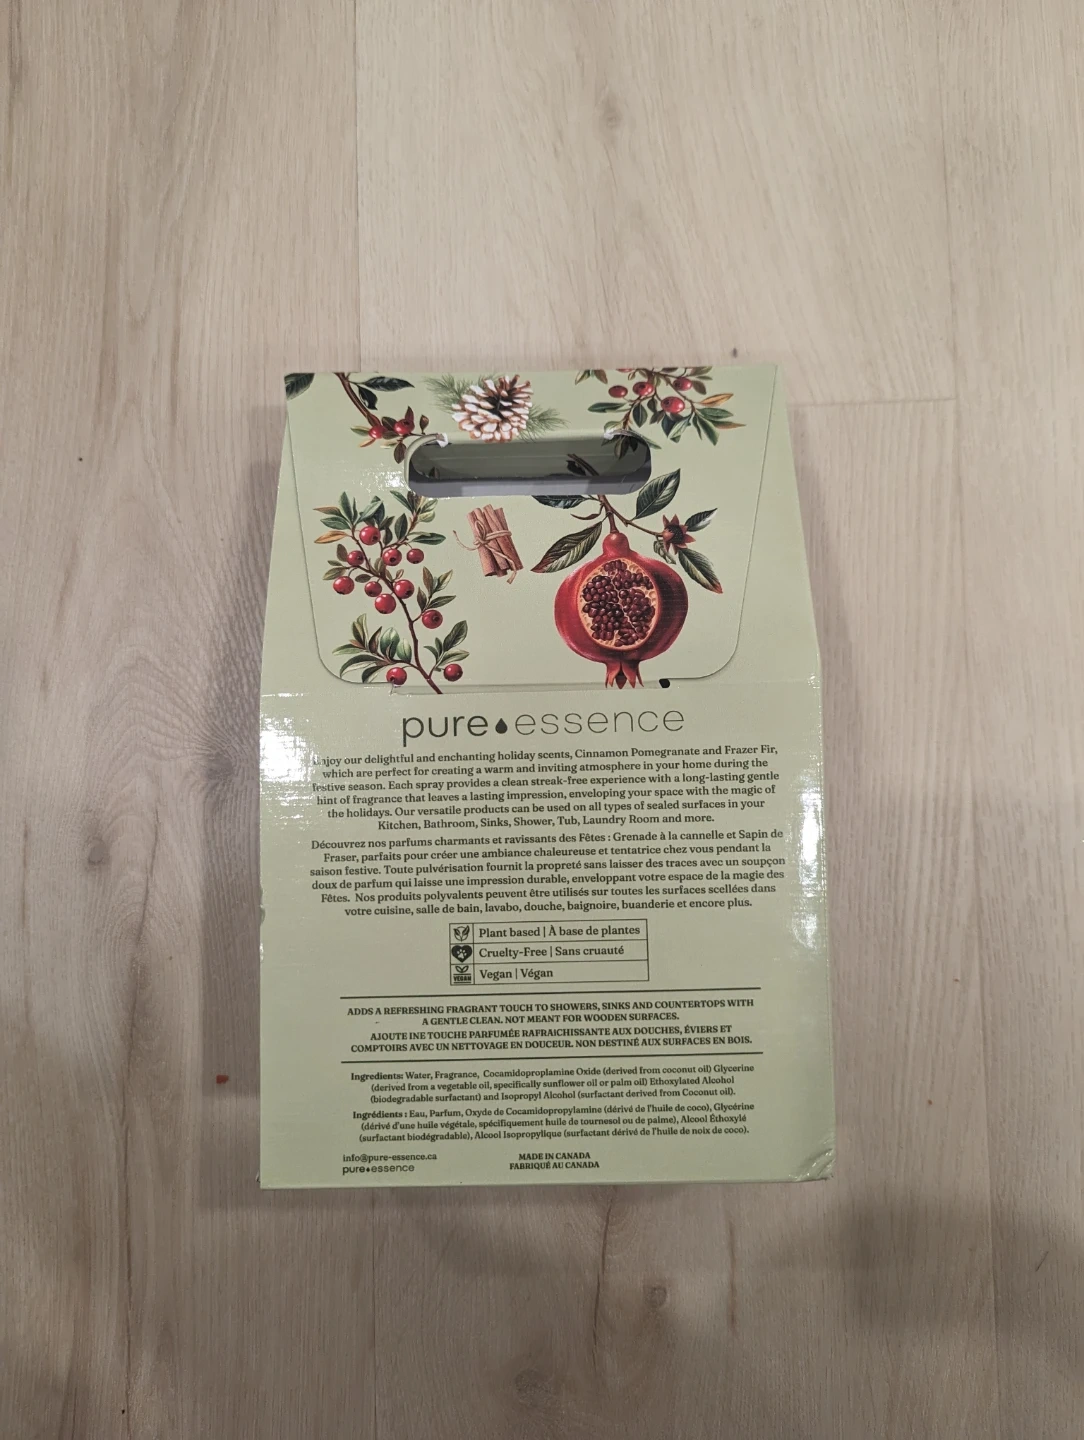 pure essence
Enjoy our delightful and enchanting holiday scents, Cinnamon Pomegranate and Frazer Fir,
which are perfect for creating a warm and inviting atmosphere in your home during the
festive season. Each spray provides a clean streak-free experience with a long-lasting gentle
hint of fragrance that leaves a lasting impression, enveloping your space with the magic of
the holidays. Our versatile products can be used on all types of sealed surfaces in your
Kitchen, Bathroom, Sinks, Shower, Tub, Laundry Room and more.
Découvrez nos parfums charmants et ravissants des Fêtes : Grenade à la cannelle et Sapin de
Fraser, parfaits pour créer une ambiance chaleureuse et tentatrice chez vous pendant la
saison festive. Toute pulvérisation fournit la propreté sans laisser des traces avec un soupçon
doux de parfum qui laisse une impression durable, enveloppant votre espace de la magie des
Fêtes. Nos produits polyvalents peuvent être utilisés sur toutes les surfaces scellées dans
votre cuisine, salle de bain, lavabo, douche, baignoire, buanderie et encore plus.
Plant based | À base de plantes
Cruelty-Free | Sans cruauté
VEGAN Vegan | Végan
ADDS A REFRESHING FRAGRANT TOUCH TO SHOWERS, SINKS AND COUNTERTOPS WITH
A GENTLE CLEAN. NOT MEANT FOR WOODEN SURFACES.
AJOUTE INE TOUCHE PARFUMÉE RAFRAICHISSANTE AUX DOUCHES, ÉVIERS ET
COMPTOIRS AVEC UN NETTOYAGE EN DOUCEUR. NON DESTINÉ AUX SURFACES EN BOIS.
Ingredients: Water, Fragrance, Cocamidoproplamine Oxide (derived from coconut oil) Glycerine
(derived from a vegetable oil, specifically sunflower oil or palm oil) Ethoxylated Alcohol
(biodegradable surfactant) and Isopropyl Alcohol (surfactant derived from Coconut oil).
Ingrédients : Eau, Parfum, Oxyde de Cocamidopropylamine (dérivé de l'huile de coco), Glycérine
(dérivé d'une huile végétale, spécifiquement huile de tournesol ou de palme), Alcool Éthoxylé
(surfactant biodégradable), Alcool Isopropylique (surfactant dérivé de l'huile de noix de coco).
info@pure-essence.ca
pure essence
MADE IN CANADA
FABRIQUÉ AU CANADA